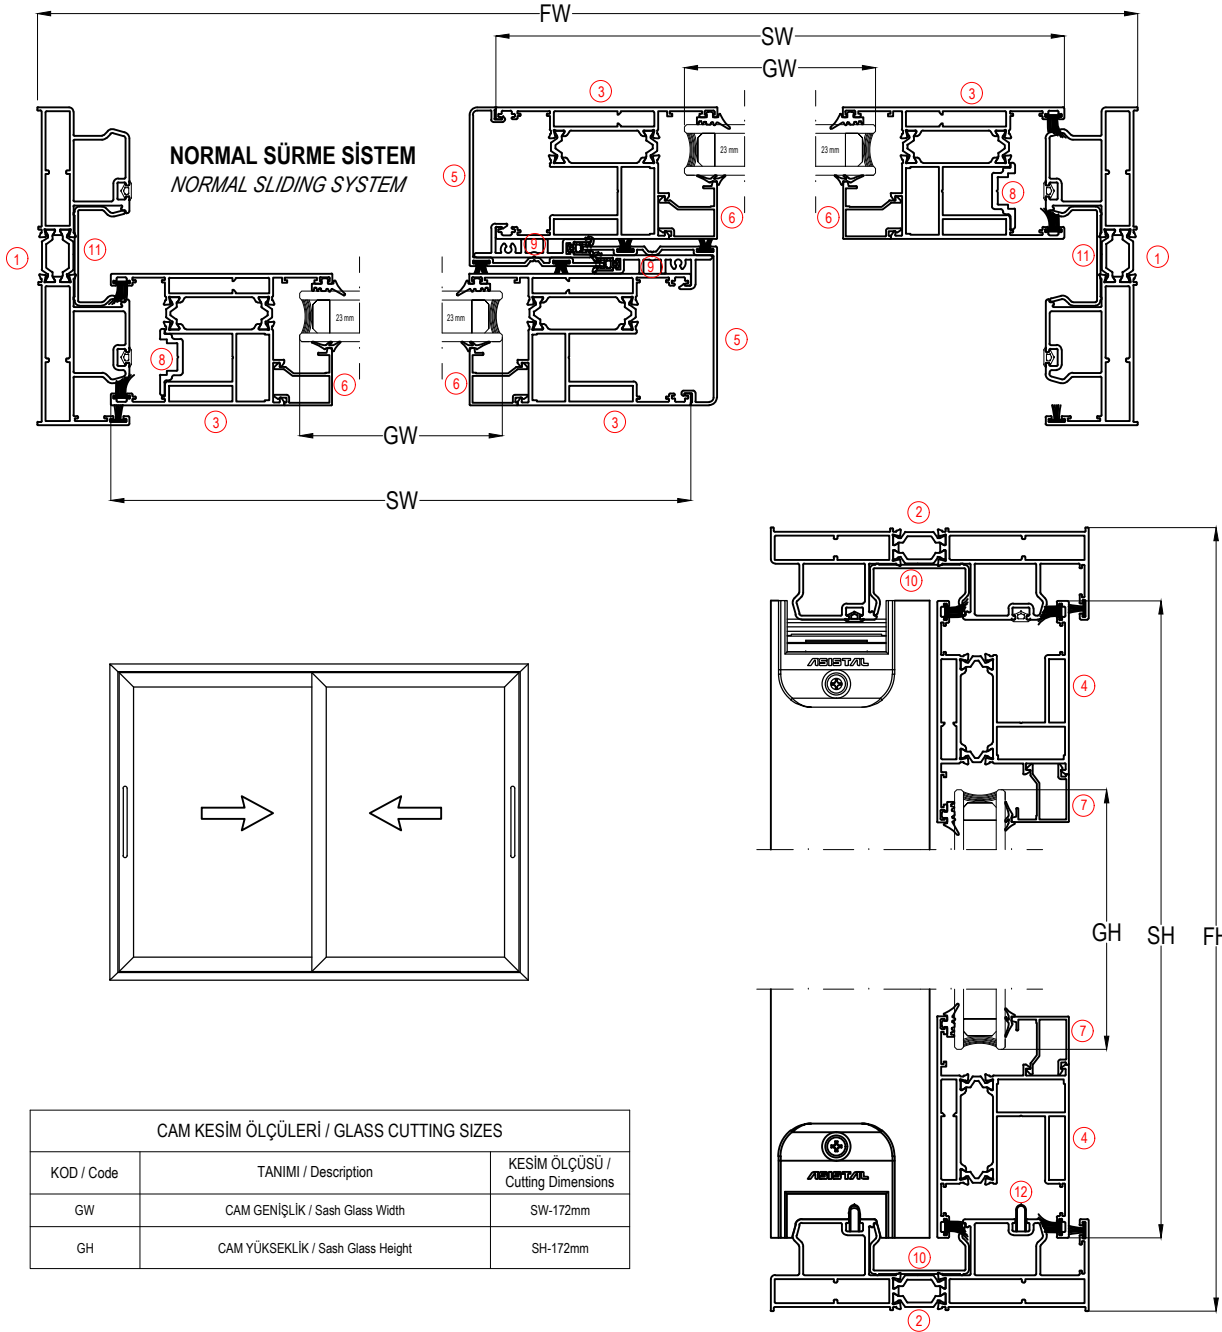 FW
SW
GW
3
3
NORMAL SÜRME SİSTEM
NORMAL SLIDING SYSTEM
23 mm
23 mm
5
8
6
6
9
11
1
11
1
9
23 mm
23 mm
8
5
6
6
3
3
GW
SW
2
10
ASISTAL
4
7
GH
SH
FH
7
4
ASISTAL
12
10
2
CAM KESİM ÖLÇÜLERİ / GLASS CUTTING SIZES
KOD / Code
TANIMI / Description
KESİM ÖLÇÜSÜ /
Cutting Dimensions
GW
CAM GENİŞLİK / Sash Glass Width
SW-172mm
GH
CAM YÜKSEKLİK / Sash Glass Height
SH-172mm